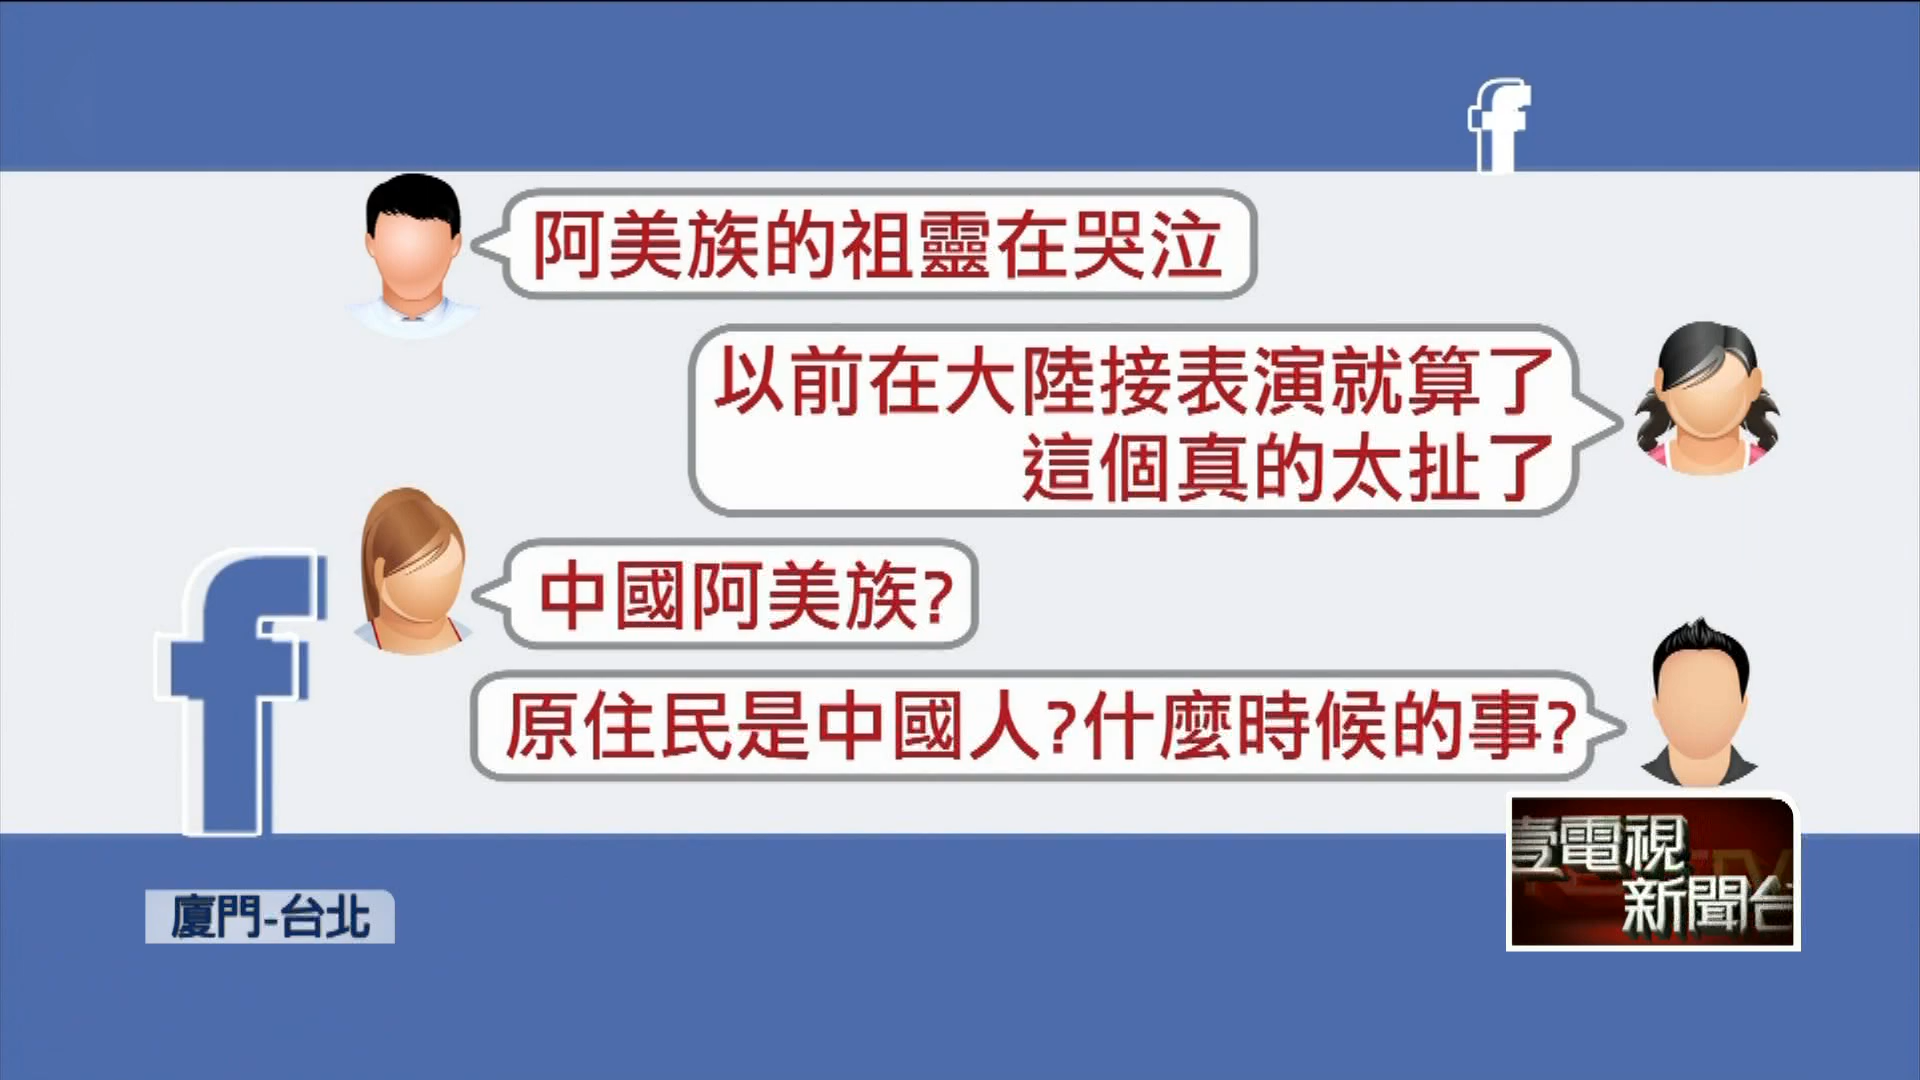 阿美族的祖靈在哭泣
以前在大陸接表演就算了
這個真的太扯了
中國阿美族?
原住民是中國人?什麼時候的事?
廈門-台北
壹電視
新聞台